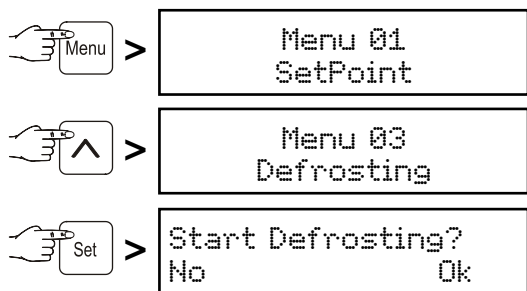 Menu > Menu 01
SetPoint
> Menu 03
Defrosting
Set > Start Defrosting?
No Ok